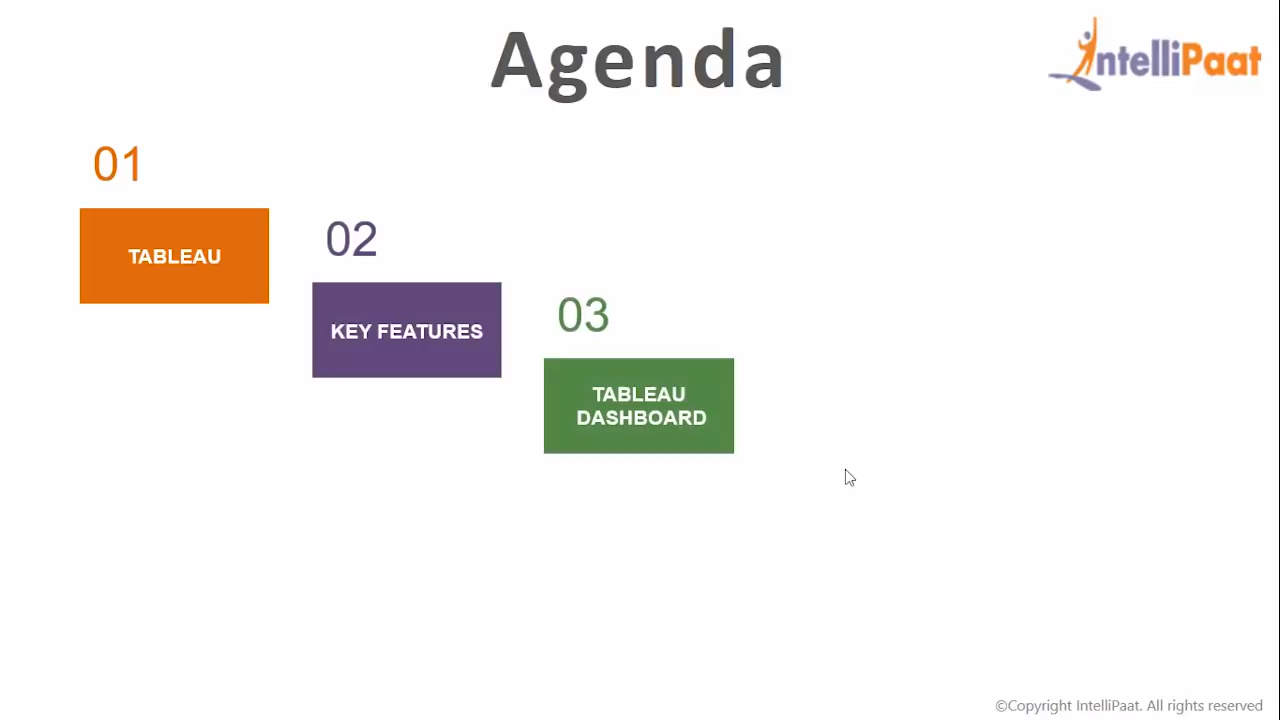 Agenda
IntelliPaat
01
TABLEAU
02
KEY FEATURES
03
TABLEAU
DASHBOARD
©Copyright IntelliPaat. All rights reserved